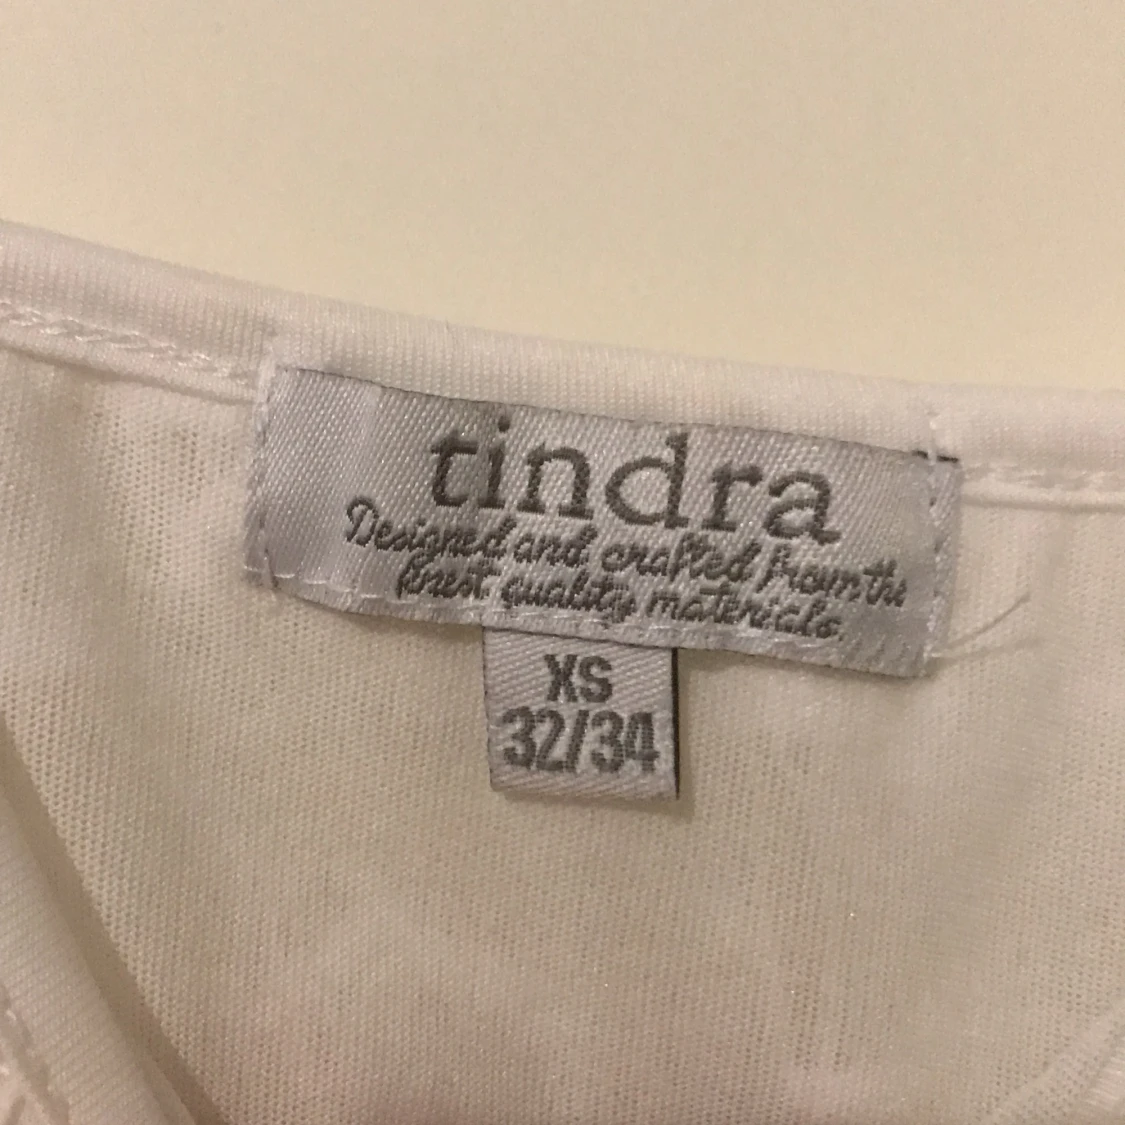 tindra
Designed and crafted from the
finest quality materials.
XS
32/34